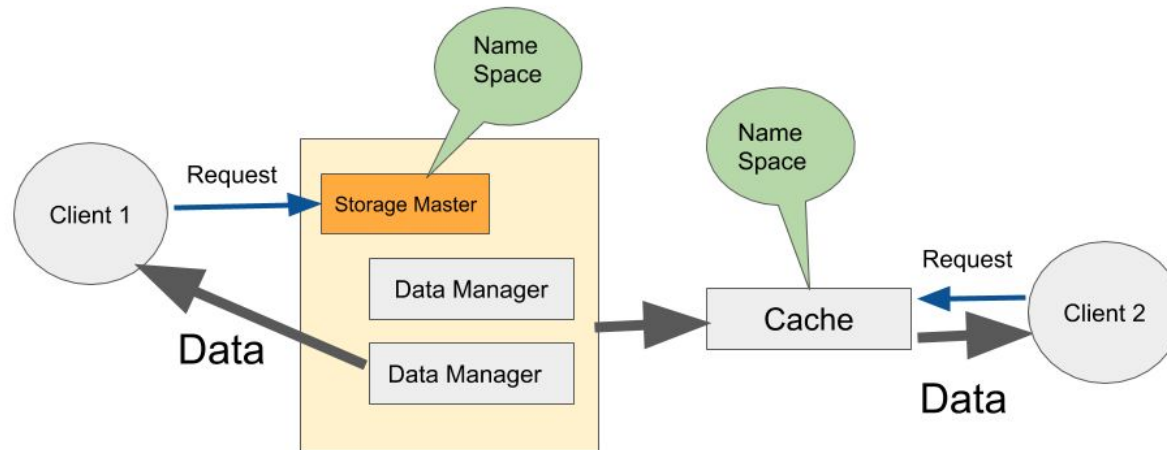 Name
Space
Name
Space
Request
Storage Master
Client 1
Request
Data Manager
Cache
Client 2
Data
Data Manager
Data